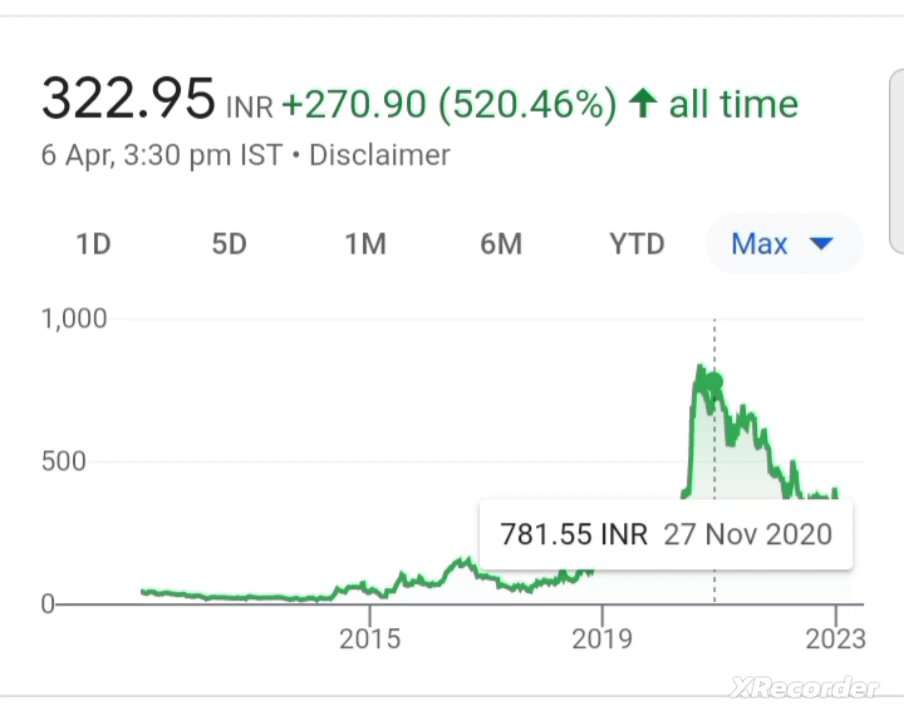 322.95 INR +270.90 (520.46%) ↑ all time
6 Apr, 3:30 pm IST • Disclaimer
1D 5D 1M 6M YTD Max
1,000
500
781.55 INR 27 Nov 2020
0
2015 2019 2023
XRecorder